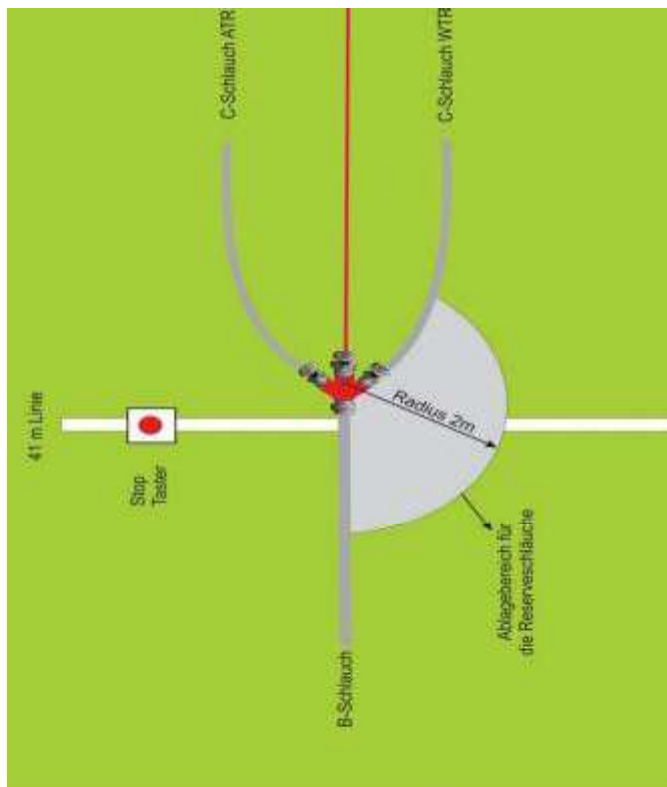 C-Schlauch ATR
C-Schlauch WTR
41 m Linie
Stop
Taster
Radius 2m
Ablagebereich für
die Reserveschläuche
B-Schlauch